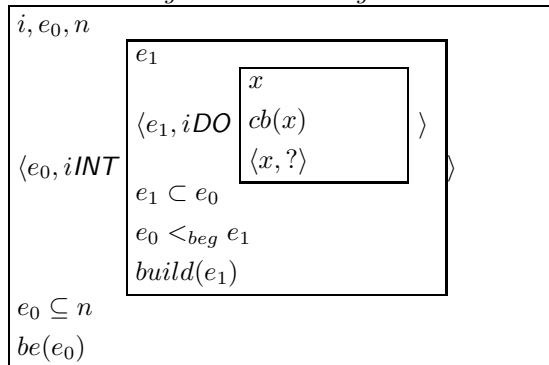 i, e₀, n
e₁
x
⟨e₁, iDO cb(x) ⟩
⟨x, ?⟩
⟨e₀, iINT ⟩
e₁ ⊂ e₀
e₀ <beg e₁
build(e₁)
e₀ ⊆ n
be(e₀)